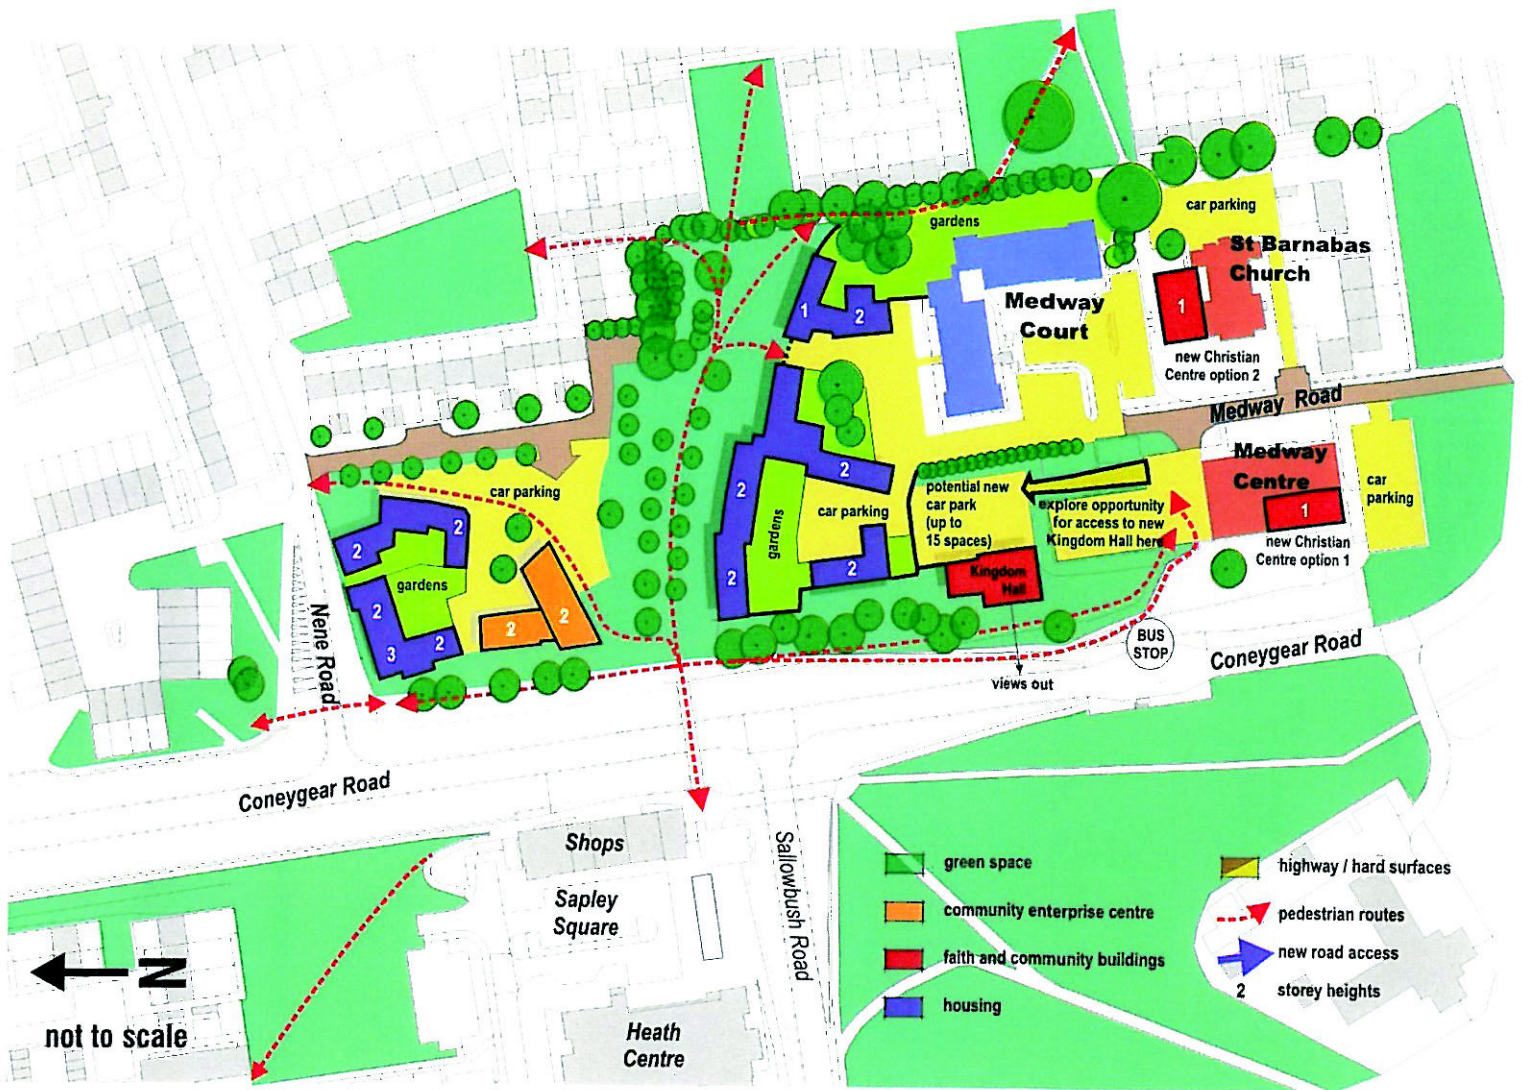 gardens
car parking
St Barnabas
Church
1
new Christian
Centre option 2
Medway
Court
1
2
Medway Road
Medway
Centre
1
new Christian
Centre option 1
car
parking
potential new
car park
(up to
15 spaces)
explore opportunity
for access to new
Kingdom Hall here
2
2
2
2
car parking
gardens
Kingdom
Hall
views out
BUS
STOP
Coneygear Road
car parking
2
2
gardens
2
2
3
2
2
Nene Road
Coneygear Road
Shops
Sapley
Square
Sallowbush Road
Heath
Centre
N
not to scale
green space
community enterprise centre
faith and community buildings
housing
highway / hard surfaces
pedestrian routes
new road access
2 storey heights